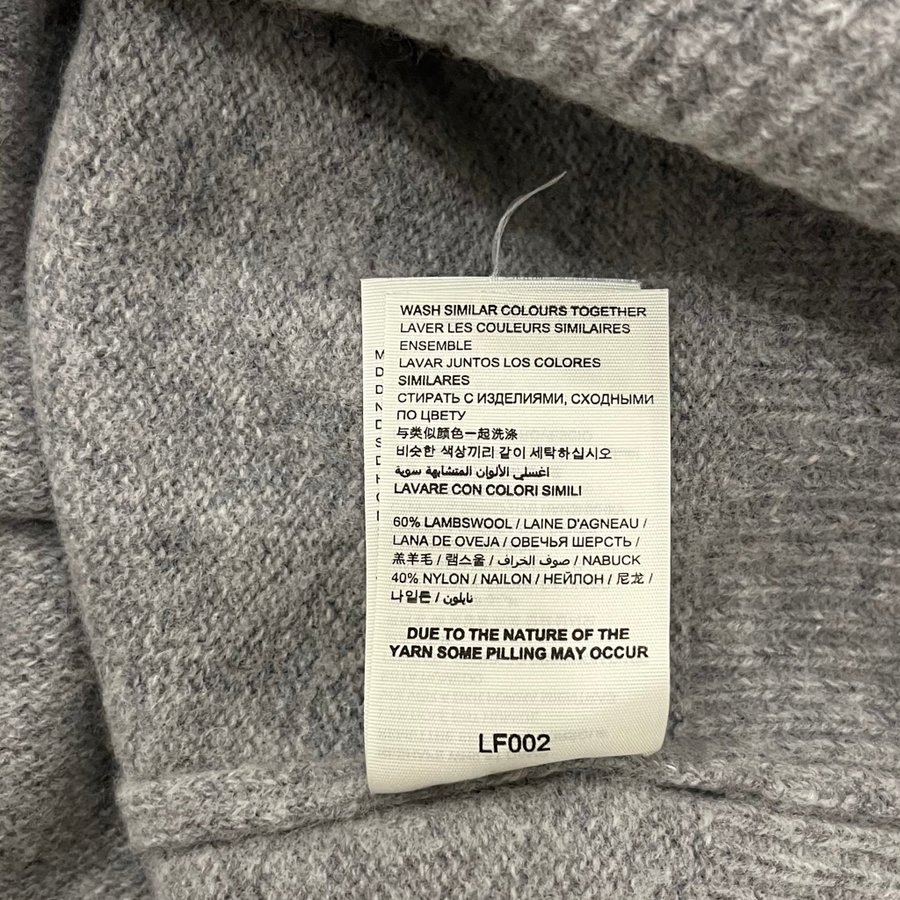 WASH SIMILAR COLOURS TOGETHER
LAVER LES COULEURS SIMILAIRES
ENSEMBLE
LAVAR JUNTOS LOS COLORES
SIMILARES
СТИРАТЬ С ИЗДЕЛИЯМИ, СХОДНЫМИ
ПО ЦВЕТУ
与类似颜色一起洗涤
비슷한 색상끼리 같이 세탁하십시오
اغسلي الألوان المتشابهة سوية
LAVARE CON COLORI SIMILI
60% LAMBSWOOL / LAINE D'AGNEAU /
LANA DE OVEJA / ОВЕЧЬЯ ШЕРСТЬ /
羔羊毛 / 램스울 / صوف الخراف / NABUCK
40% NYLON / NAILON / НЕЙЛОН / 尼龙 /
나일론 / نايلون
DUE TO THE NATURE OF THE
YARN SOME PILLING MAY OCCUR
LF002